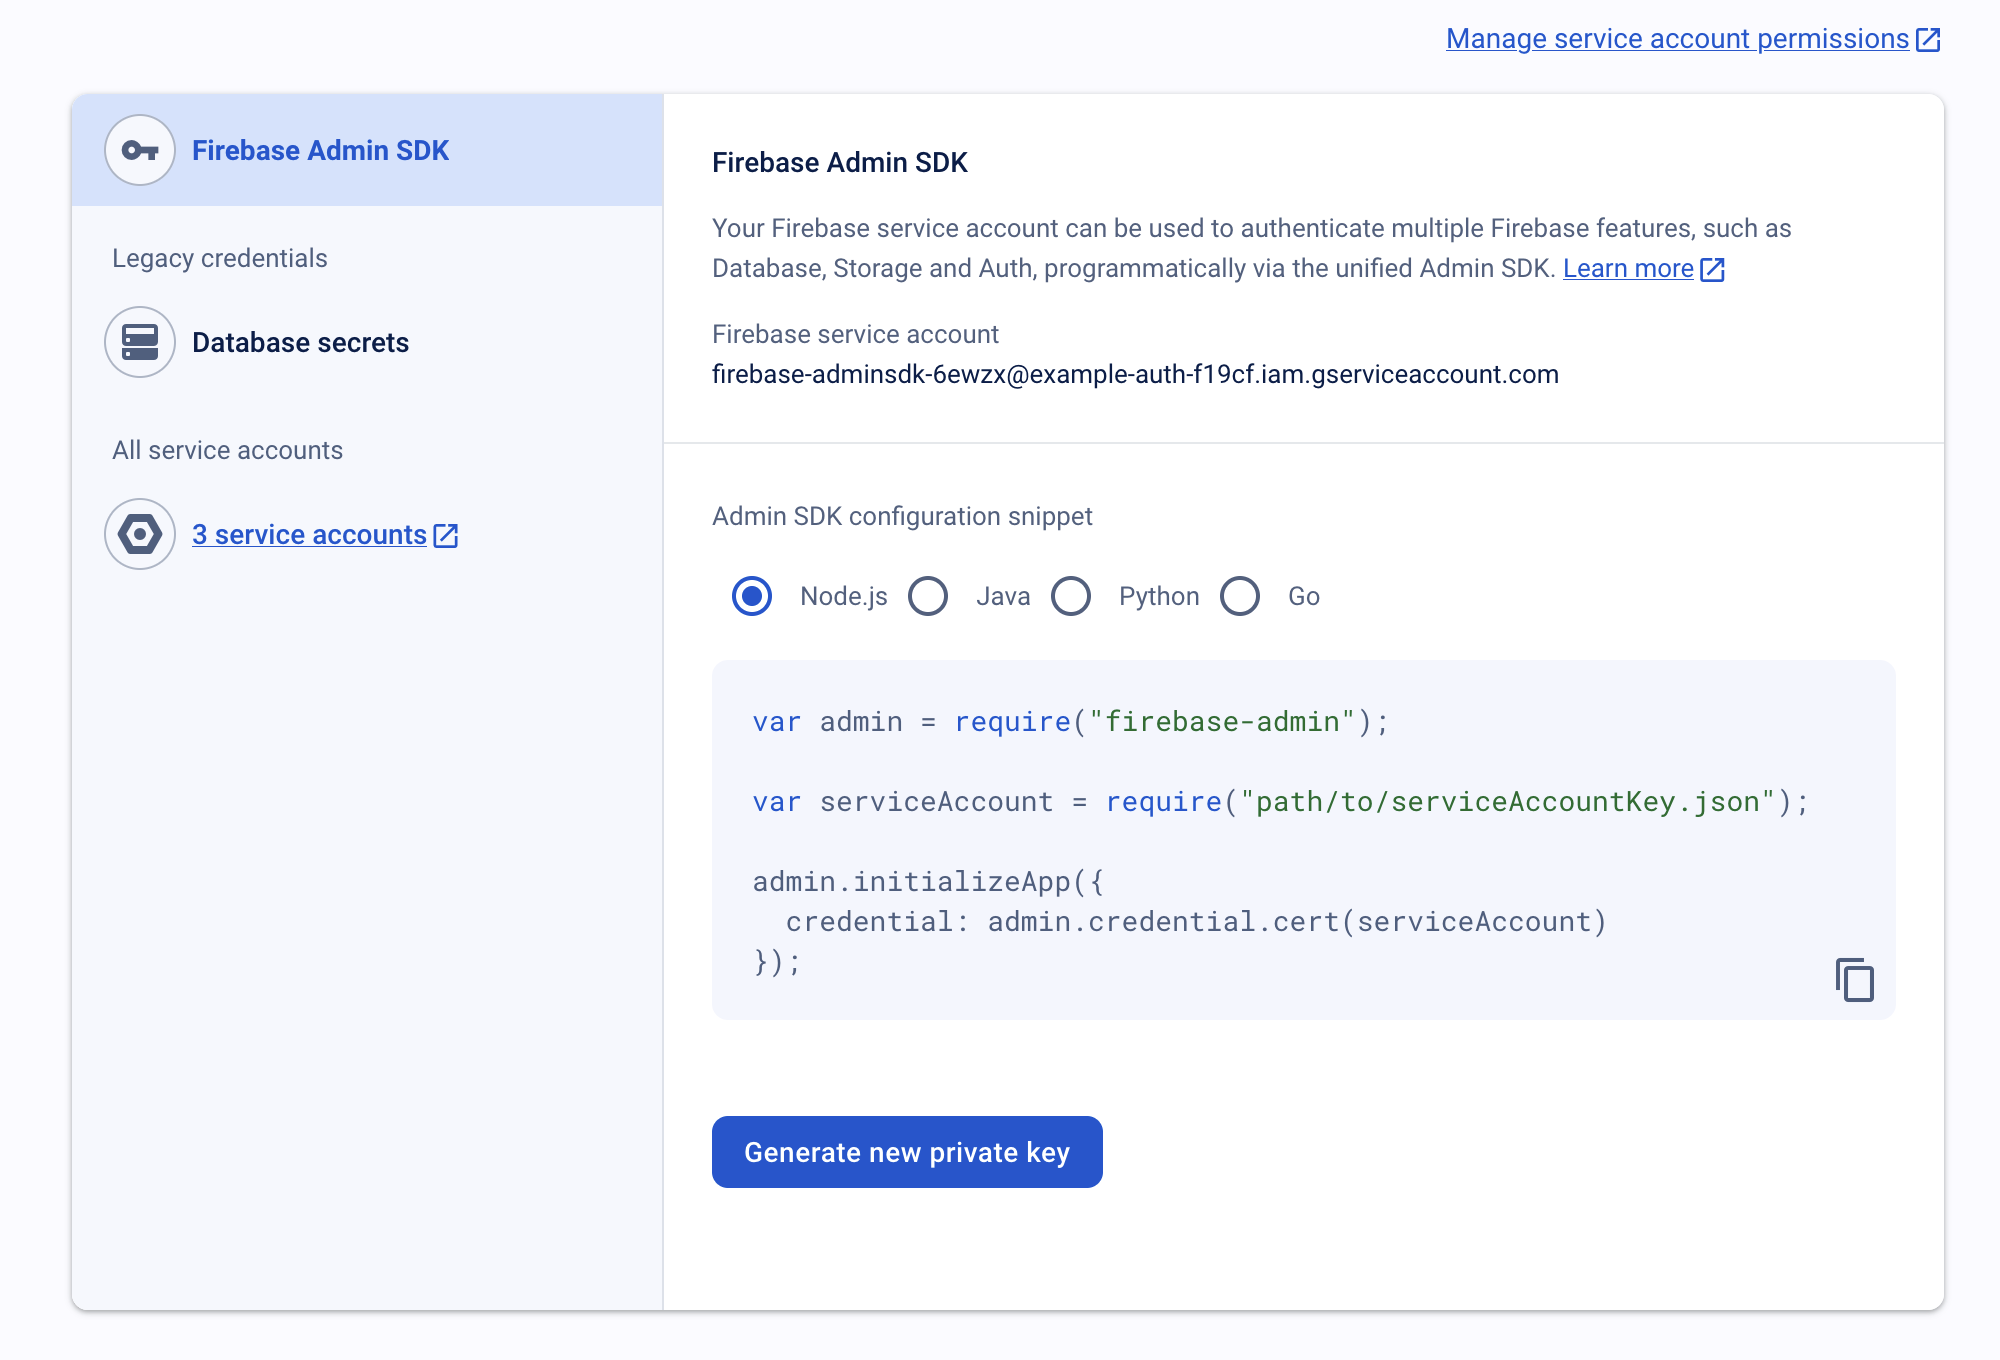 Manage service account permissions
Firebase Admin SDK
Legacy credentials
Database secrets
All service accounts
3 service accounts
Firebase Admin SDK
Your Firebase service account can be used to authenticate multiple Firebase features, such as
Database, Storage and Auth, programmatically via the unified Admin SDK. Learn more
Firebase service account
firebase-adminsdk-6ewzx@example-auth-f19cf.iam.gserviceaccount.com
Admin SDK configuration snippet
Node.js Java Python Go
var admin = require("firebase-admin");
var serviceAccount = require("path/to/serviceAccountKey.json");
admin.initializeApp({
  credential: admin.credential.cert(serviceAccount)
});
Generate new private key